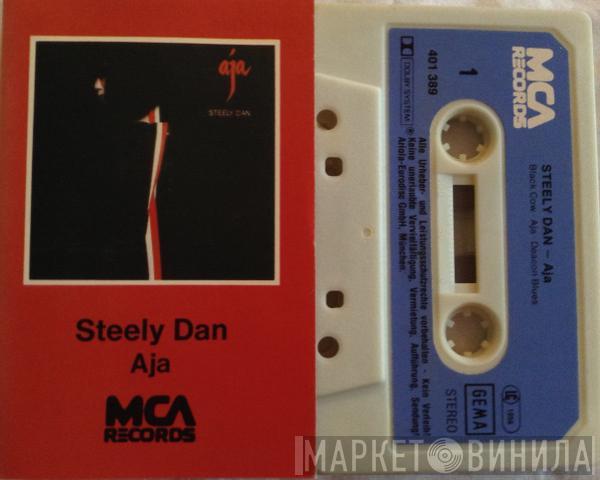 aja
STEELY DAN
Steely Dan
Aja
MCA
RECORDS
DOLBY SYSTEM
401 389
1
MCA
RECORDS
STEELY DAN – Aja
Black Cow · Aja · Deacon Blues
Alle Urheber- und Leistungsschutzrechte vorbehalten - Kein Verleih!
Keine unerlaubte Vervielfältigung, Vermietung, Aufführung, Sendung!
Ariola-Eurodisc GmbH, München.
STEREO
GEMA
LC
МАРКЕТ ВИНИЛА